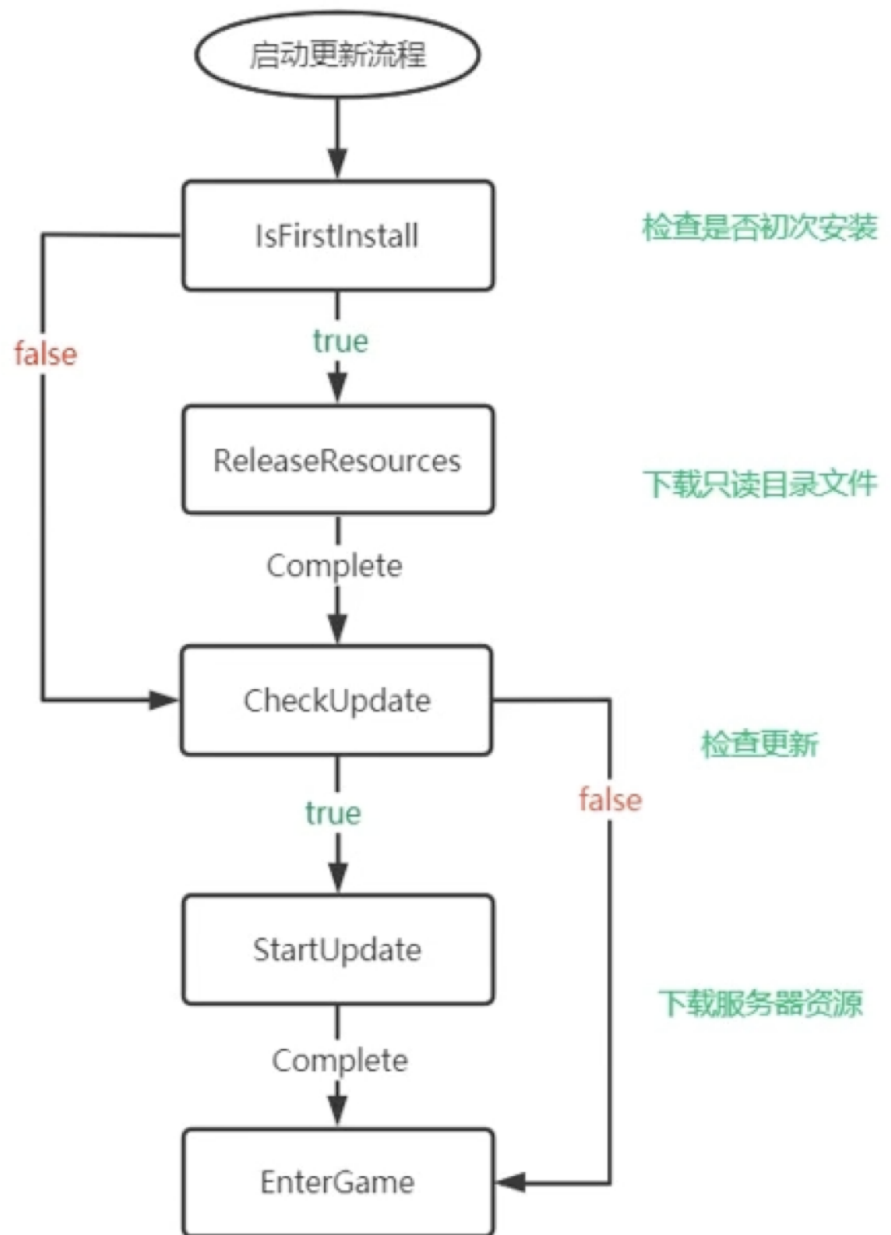 启动更新流程
IsFirstInstall
检查是否初次安装
true
false
ReleaseResources
下载只读目录文件
Complete
CheckUpdate
检查更新
true
false
StartUpdate
下载服务器资源
Complete
EnterGame